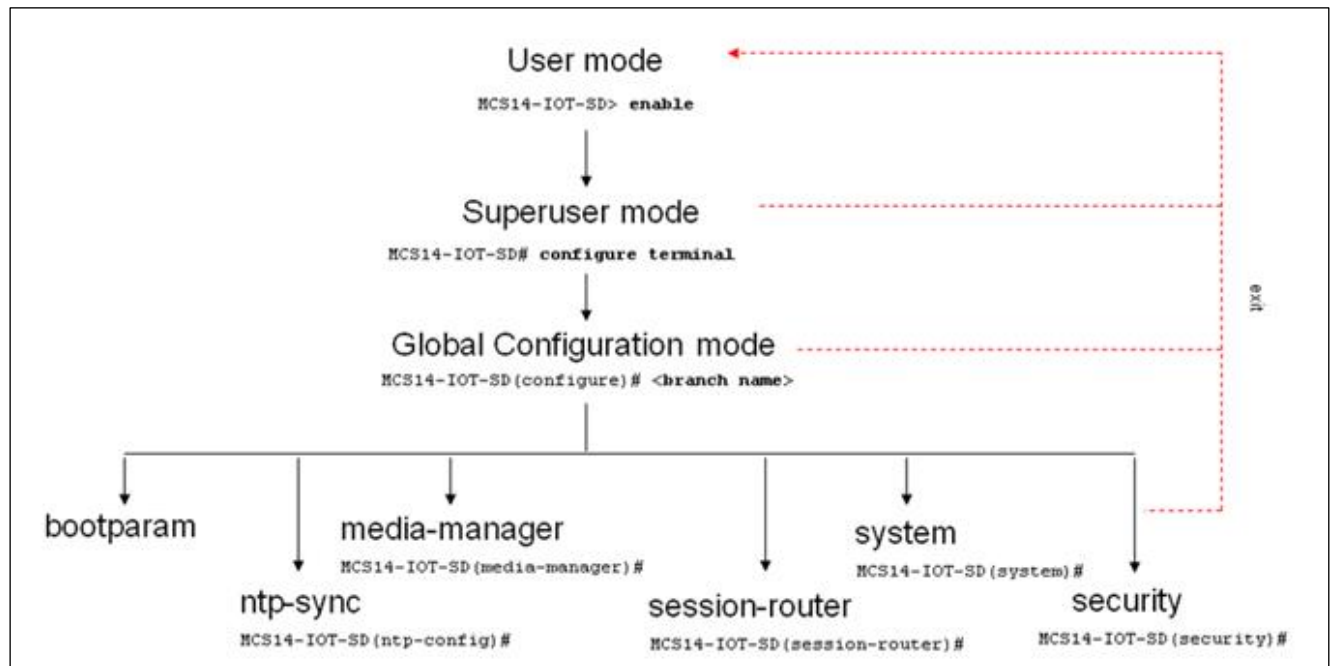 User mode
MCS14-IOT-SD> enable
Superuser mode
MCS14-IOT-SD# configure terminal
exit
Global Configuration mode
MCS14-IOT-SD(configure)# <branch name>
bootparam
media-manager
MCS14-IOT-SD(media-manager)#
system
MCS14-IOT-SD(system)#
ntp-sync
MCS14-IOT-SD(ntp-config)#
session-router
MCS14-IOT-SD(session-router)#
security
MCS14-IOT-SD(security)#